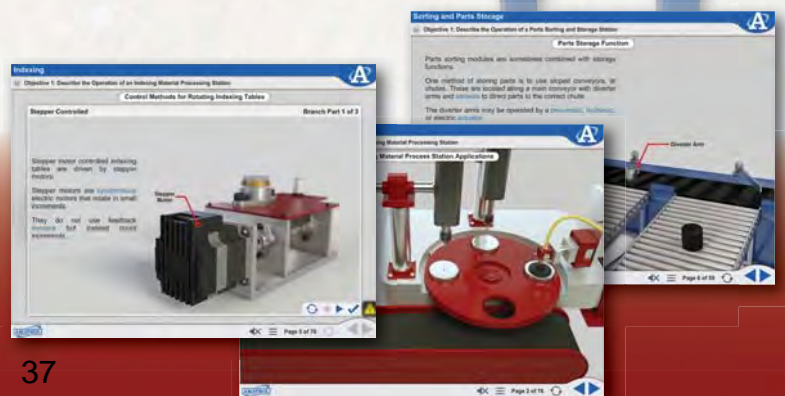 Indexing
Objective 1: Describe the Operation of an Indexing Material Processing Station
Control Methods for Rotating Indexing Tables
Stepper Controlled
Branch Part 1 of 3
Stepper motor controlled indexing
tables are driven by stepper
motors.
Stepper motors are synchronous
electric motors that rotate in small
increments.
They do not use feedback
but instead count
increments.
Stepper
Motor
AMATROL
Page 5 of 76
ing Material Processing Station
Material Process Station Applications
AMATROL
Page 2 of 76
Sorting and Parts Storage
Objective 1: Describe the Operation of a Parts Sorting and Storage Station
Parts Storage Function
Parts sorting modules are sometimes combined with storage
functions.
One method of storing parts is to use sloped conveyors, or
chutes. These are located along a main conveyor with diverter
arms and sensors to direct parts to the correct chute.
The diverter arms may be operated by a pneumatic, hydraulic,
or electric actuator.
Diverter Arm
Page 6 of 59
37